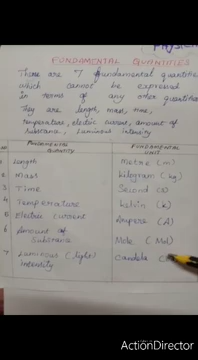 Physics
FUNDAMENTAL QUANTITIES
There are 7 fundamental quantities
which cannot be expressed
in terms of any other quantities
They are length, mass, time,
temperature, electric current, amount of
substance, Luminous intensity
FUNDAMENTAL QUANTITY
FUNDAMENTAL UNIT
1 Length Metre (m)
2 Mass kilogram (kg)
3 Time Second (s)
4 Temperature kelvin (k)
5 Electric current Ampere (A)
6 Amount of
Substance Mole (Mol)
7 Luminous (light) Candela
Intensity
ActionDirector